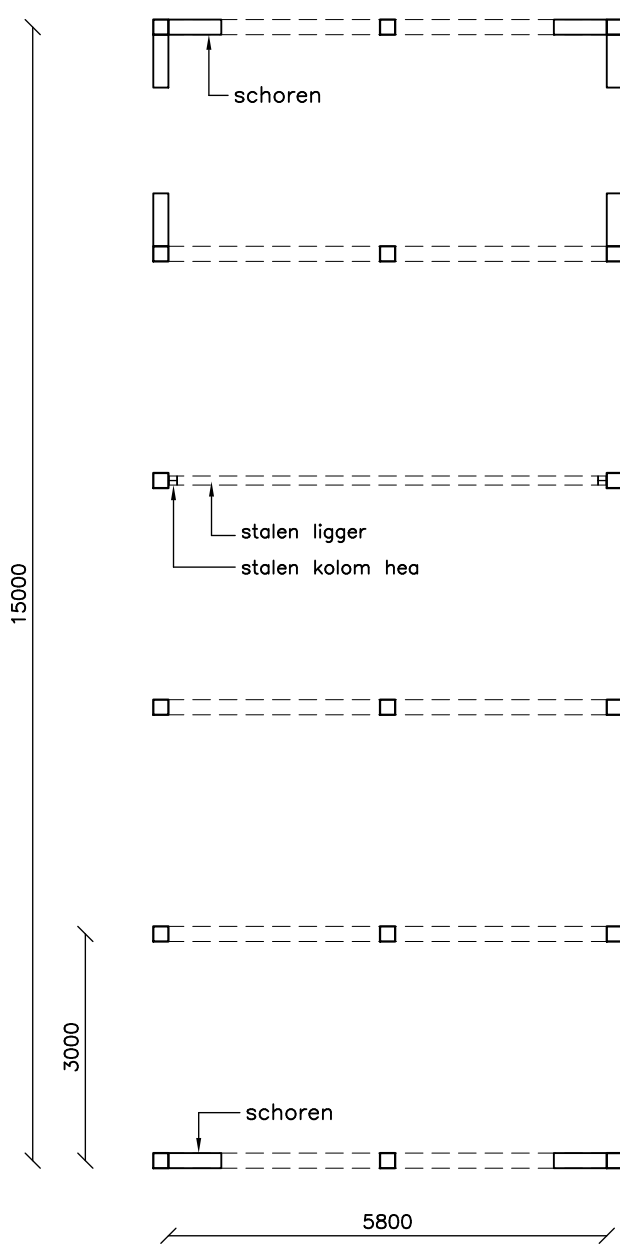 schoren
stalen ligger
stalen kolom hea
15000
3000
schoren
5800